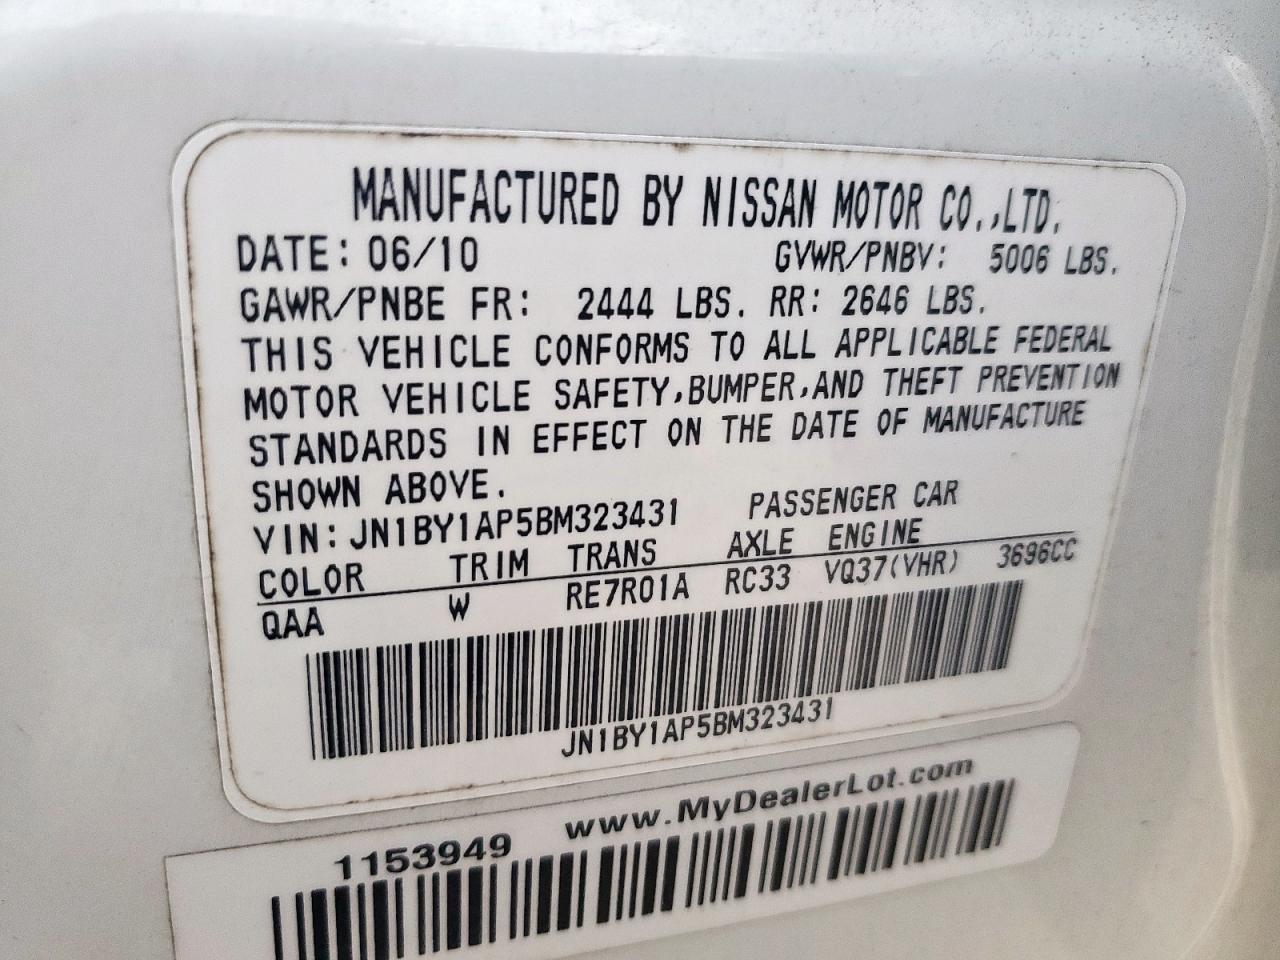 MANUFACTURED BY NISSAN MOTOR CO.,LTD.
DATE: 06/10 GVWR/PNBV: 5006 LBS.
GAWR/PNBE FR: 2444 LBS. RR: 2646 LBS.
THIS VEHICLE CONFORMS TO ALL APPLICABLE FEDERAL
MOTOR VEHICLE SAFETY,BUMPER,AND THEFT PREVENTION
STANDARDS IN EFFECT ON THE DATE OF MANUFACTURE
SHOWN ABOVE.
VIN: JN1BY1AP5BM323431 PASSENGER CAR
COLOR TRIM TRANS AXLE ENGINE
QAA W RE7R01A RC33 VQ37(VHR) 3696CC
JN1BY1AP5BM323431
www.MyDealerLot.com
1153949